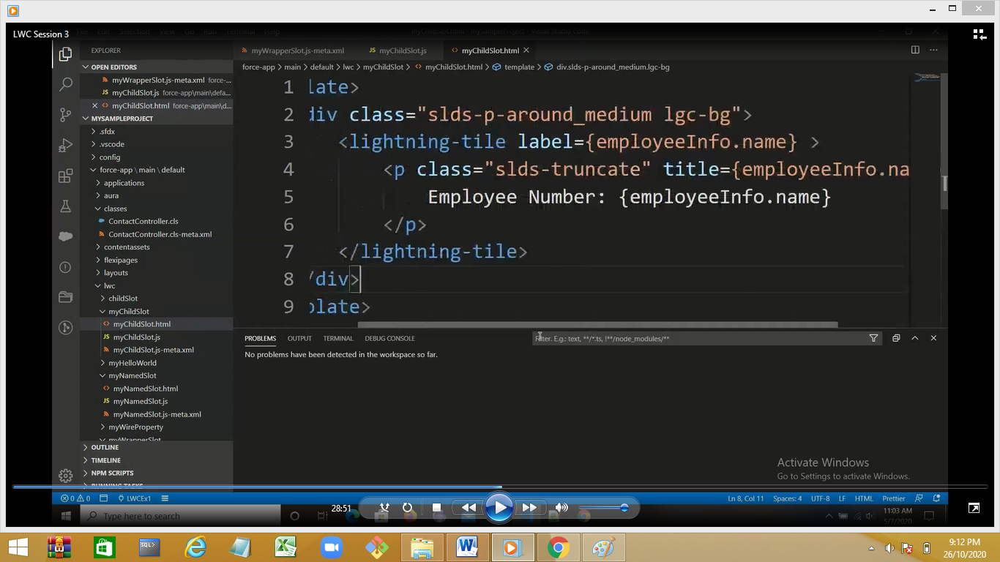 LWC Session 3
File Edit Selection View Go Run Terminal Help
myChildSlot.html - mySampleProject - Visual Studio Code
EXPLORER
OPEN EDITORS
myWrapperSlot.js-meta.xml force-...
JS myChildSlot.js force-app\main\defa...
myChildSlot.html force-app\main\d...
MYSAMPLEPROJECT
.sfdx
.vscode
config
force-app \ main \ default
applications
aura
classes
ContactController.cls
ContactController.cls-meta.xml
contentassets
flexipages
layouts
lwc
childSlot
myChildSlot
myChildSlot.html
JS myChildSlot.js
myChildSlot.js-meta.xml
myHelloWorld
myNamedSlot
myNamedSlot.html
JS myNamedSlot.js
myNamedSlot.js-meta.xml
myWireProperty
myWrapperSlot
OUTLINE
TIMELINE
NPM SCRIPTS
RUNNING TASKS
myWrapperSlot.js-meta.xml JS myChildSlot.js myChildSlot.html
force-app > main > default > lwc > myChildSlot > myChildSlot.html > template > div.slds-p-around_medium.lgc-bg
1 late>
2 div class="slds-p-around_medium lgc-bg">
3 <lightning-tile label={employeeInfo.name} >
4 <p class="slds-truncate" title={employeeInfo.na
5 Employee Number: {employeeInfo.name}
6 </p>
7 </lightning-tile>
8 /div>
9 plate>
PROBLEMS OUTPUT TERMINAL DEBUG CONSOLE
Filter. E.g.: text, **/*.ts, !**/node_modules/**
No problems have been detected in the workspace so far.
Activate Windows
Go to Settings to activate Windows.
0 0 LWCEx1
Ln 8, Col 11 Spaces: 4 UTF-8 LF HTML Prettier
28:51
Type here to search
11:03 AM
5/7/2020
SQL>
9:12 PM
26/10/2020